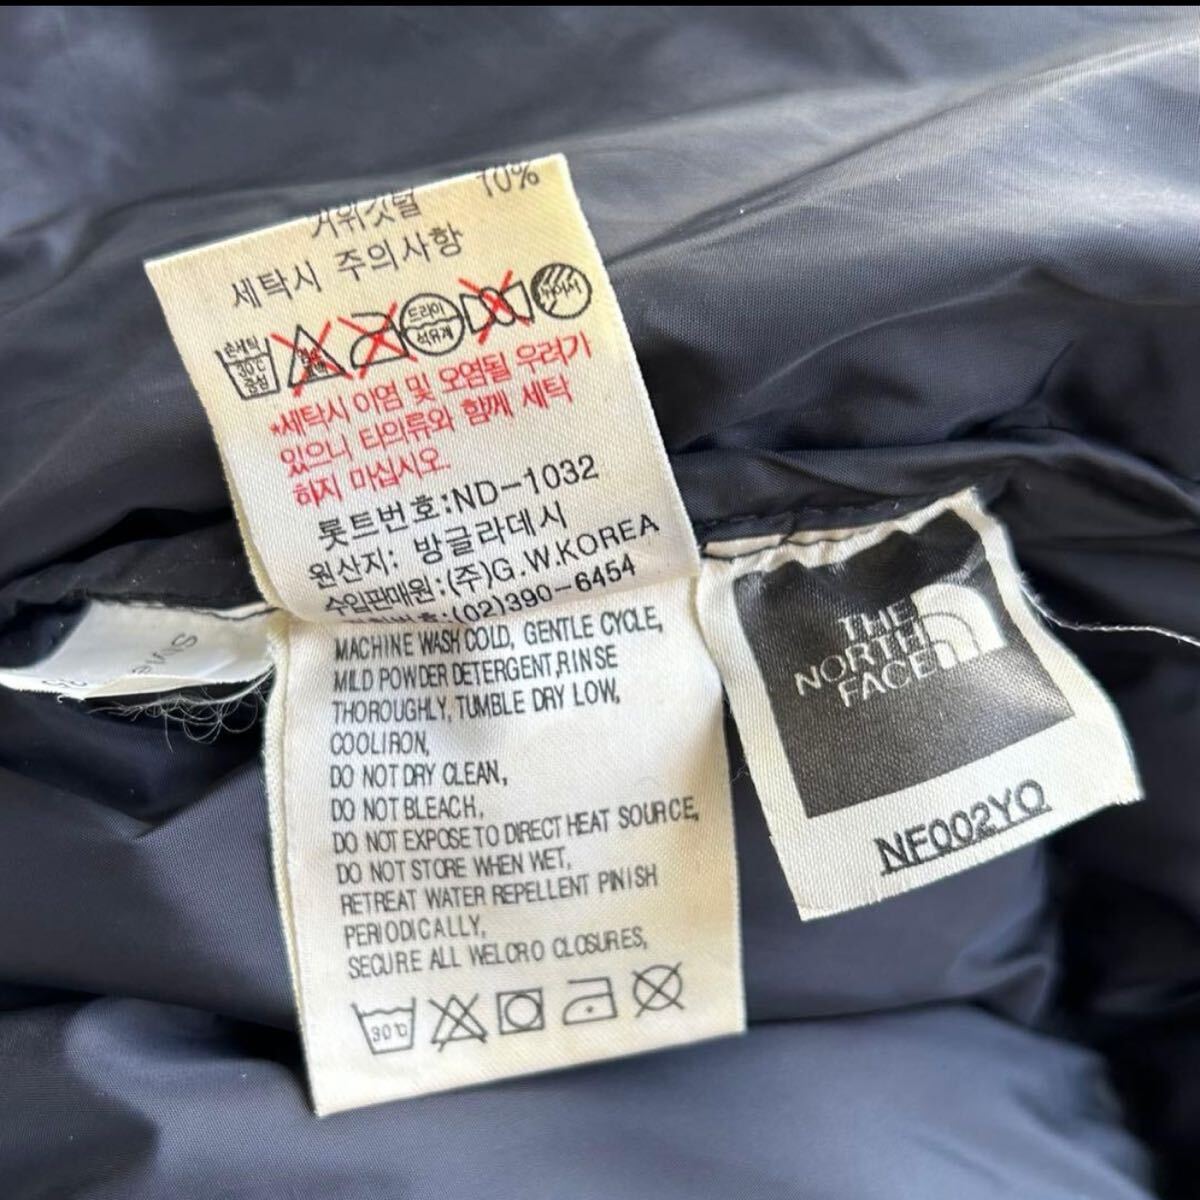 거위깃털 10%
세탁시 주의사항
손세탁
30℃
중성
드라이
석유계
*세탁시 이염 및 오염될 우려가
있으니 타의류와 함께 세탁
하지 마십시오.
롯트번호:ND-1032
원산지: 방글라데시
수입판매원:(주)G.W.KOREA
(02)390-6454
MACHINE WASH COLD, GENTLE CYCLE,
MILD POWDER DETERGENT,RINSE
THOROUGHLY, TUMBLE DRY LOW,
COOLIRON,
DO NOT DRY CLEAN,
DO NOT BLEACH,
DO NOT EXPOSE TO DIRECT HEAT SOURCE,
DO NOT STORE WHEN WET,
RETREAT WATER REPELLENT PINISH
PERIODICALLY,
SECURE ALL WELCRO CLOSURES,
30℃
THE
NORTH
FACE
NF002YO
Style